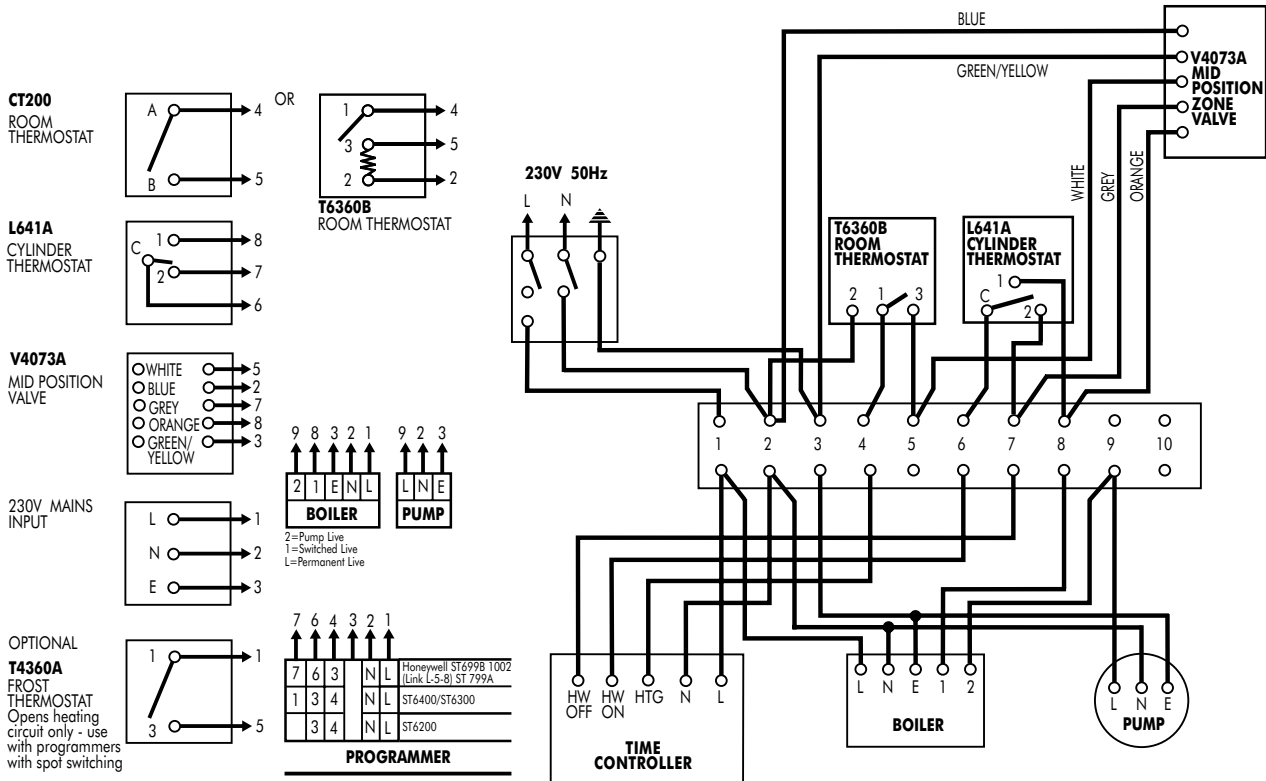 CT200
ROOM
THERMOSTAT
A
B
4
5
OR
1
3
2
4
5
2
T6360B
ROOM THERMOSTAT
L641A
CYLINDER
THERMOSTAT
C
1
2
8
7
6
V4073A
MID POSITION
VALVE
WHITE
BLUE
GREY
ORANGE
GREEN/
YELLOW
5
2
7
8
3
230V MAINS
INPUT
L
N
E
1
2
3
OPTIONAL
T4360A
FROST
THERMOSTAT
Opens heating
circuit only - use
with programmers
with spot switching
1
3
1
5
9 8 3 2 1
2 1 E N L
BOILER
2=Pump Live
1=Switched Live
L=Permanent Live
9 2 3
L N E
PUMP
7 6 4 3 2 1
7 6 3 N L Honeywell ST699B 1002
(Link L-5-8) ST 799A
1 3 4 N L ST6400/ST6300
3 4 N L ST6200
PROGRAMMER
230V 50Hz
L N
BLUE
GREEN/YELLOW
WHITE
GREY
ORANGE
V4073A
MID
POSITION
ZONE
VALVE
T6360B
ROOM
THERMOSTAT
2 1 3
L641A
CYLINDER
THERMOSTAT
1
C
2
1 2 3 4 5 6 7 8 9 10
HW
OFF
HW
ON
HTG
N
L
TIME
CONTROLLER
L N E 1 2
BOILER
L N E
PUMP